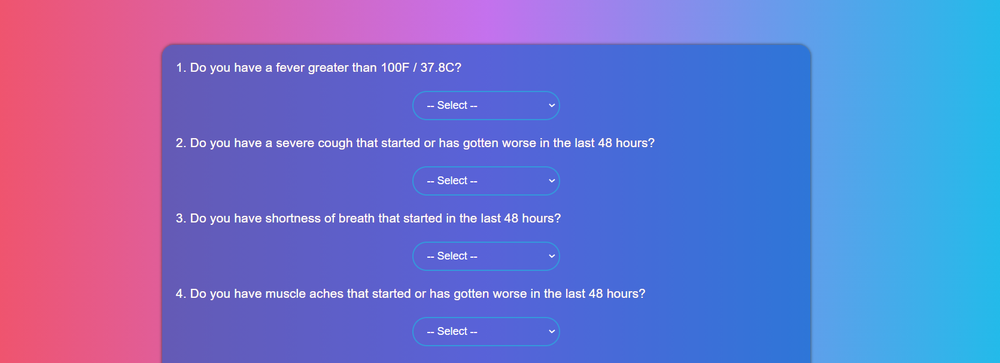 1. Do you have a fever greater than 100F / 37.8C?
-- Select --
2. Do you have a severe cough that started or has gotten worse in the last 48 hours?
-- Select --
3. Do you have shortness of breath that started in the last 48 hours?
-- Select --
4. Do you have muscle aches that started or has gotten worse in the last 48 hours?
-- Select --